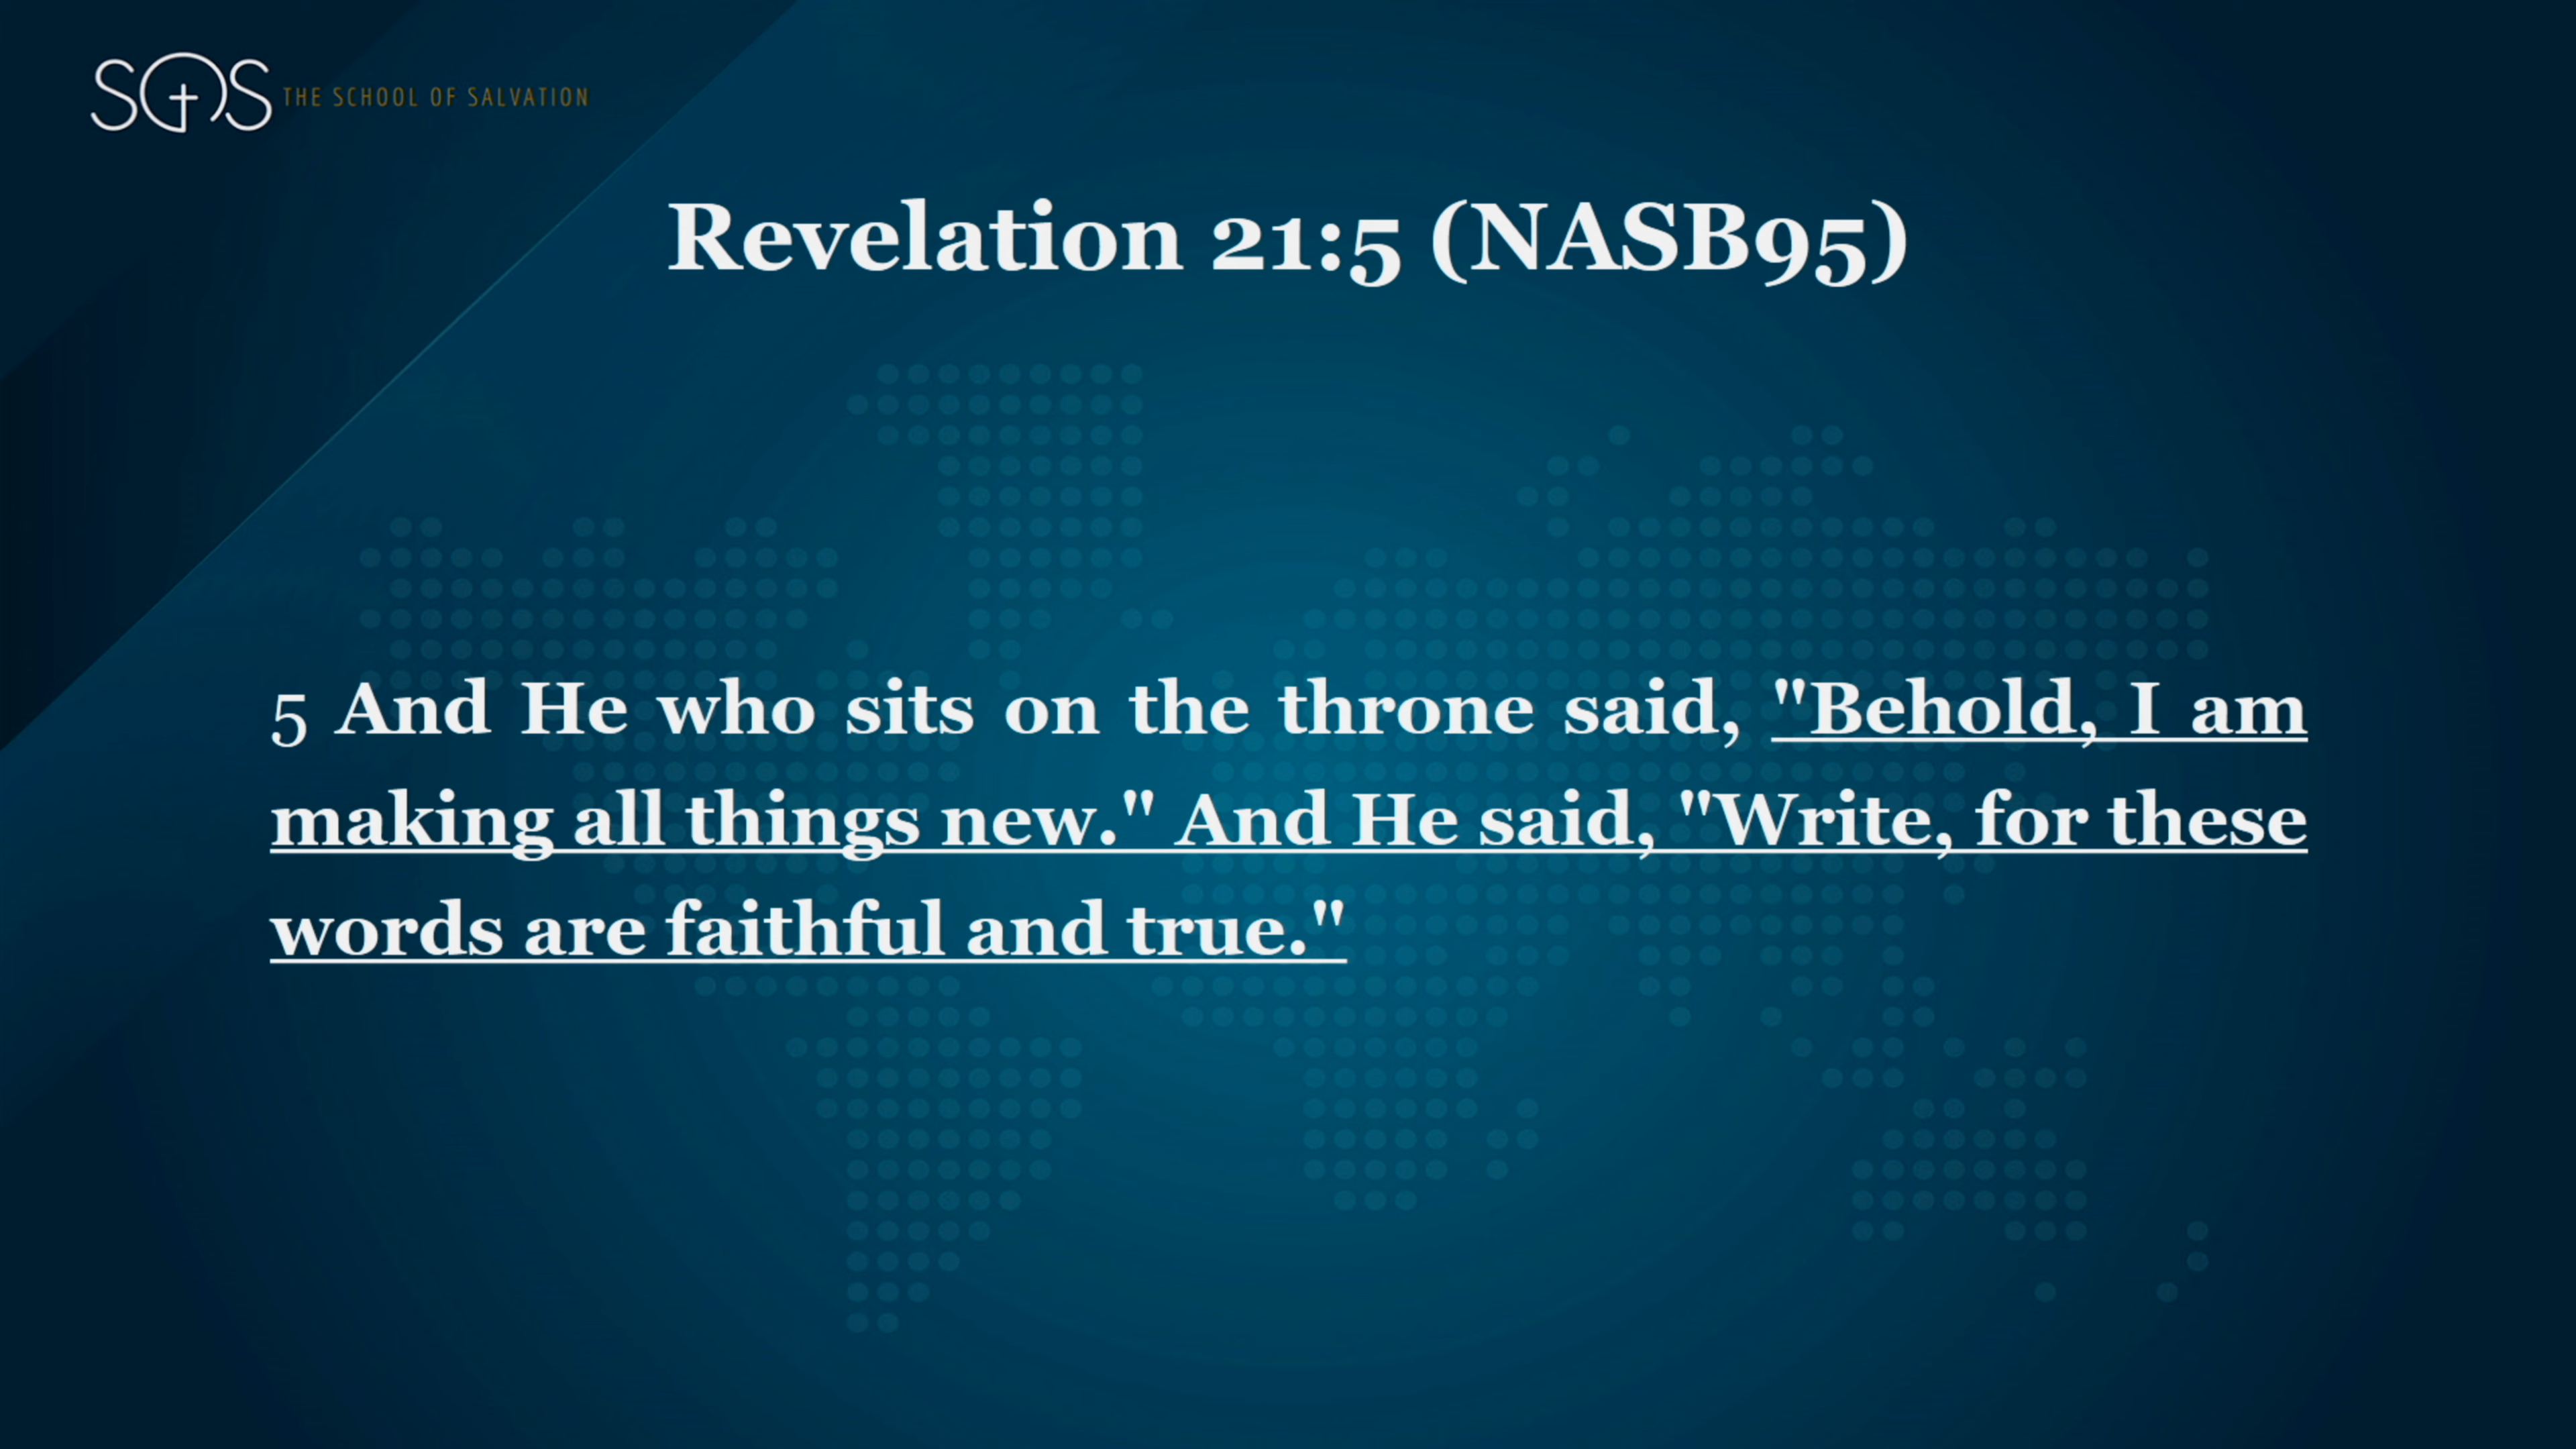 SOS THE SCHOOL OF SALVATION
Revelation 21:5 (NASB95)
5 And He who sits on the throne said, "Behold, I am
making all things new." And He said, "Write, for these
words are faithful and true."